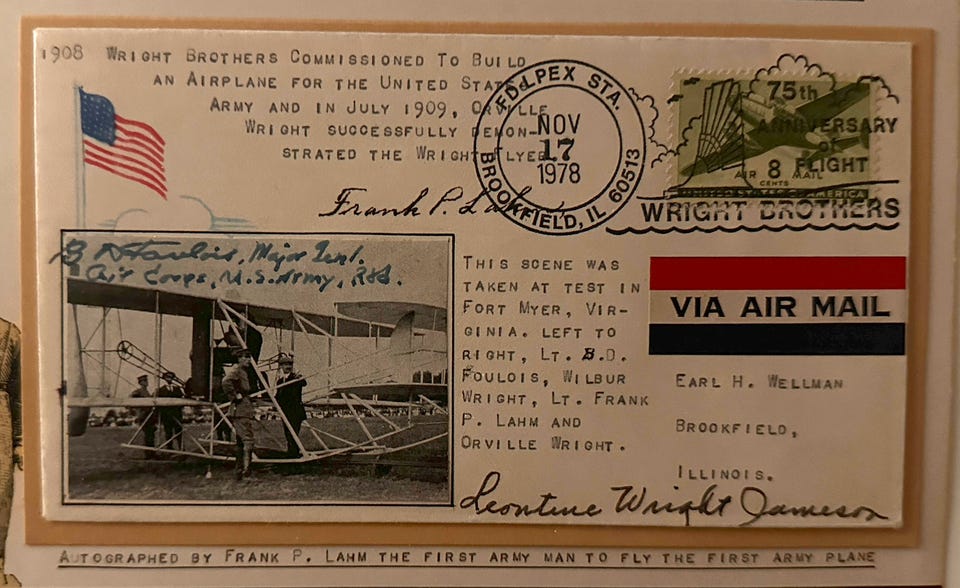 1908 WRIGHT BROTHERS COMMISSIONED TO BUILD
AN AIRPLANE FOR THE UNITED STATES
ARMY AND IN JULY 1909, ORVILLE
WRIGHT SUCCESSFULLY DEMON-
STRATED THE WRIGHT FLYER
STA.
NOV
17
1978
BROOKFIELD, IL 60513
75th
ANNIVERSARY
of
FLIGHT
AIR 8 MAIL
CENTS
UNITED STATES OF AMERICA
WRIGHT BROTHERS
Frank P. Lahm
B D Foulois, Major Genl.
Air Corps, U.S. Army, Rtd.
THIS SCENE WAS
TAKEN AT TEST IN
FORT MYER, VIR-
GINIA. LEFT TO
RIGHT, LT. B.D.
FOULOIS, WILBUR
WRIGHT, LT. FRANK
P. LAHM AND
ORVILLE WRIGHT.
VIA AIR MAIL
EARL H. WELLMAN
BROOKFIELD,
ILLINOIS.
Leontine Wright Jameson
AUTOGRAPHED BY FRANK P. LAHM THE FIRST ARMY MAN TO FLY THE FIRST ARMY PLANE